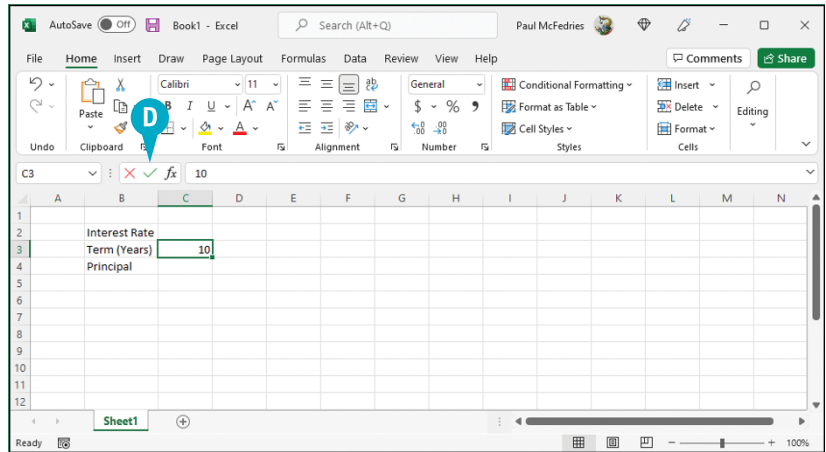 AutoSave Off Book1 - Excel Search (Alt+Q) Paul McFedries
File Home Insert Draw Page Layout Formulas Data Review View Help Comments Share
Calibri 11 ab General Conditional Formatting Insert
Paste B I U A^ A˅ $ % 9 Format as Table Delete Editing
D A .00 .00 Cell Styles Format
Undo Clipboard Font Alignment Number Styles Cells
C3 fx 10
A B C D E F G H I J K L M N
1
2 Interest Rate
3 Term (Years) 10
4 Principal
5
6
7
8
9
10
11
12
Sheet1
Ready 100%